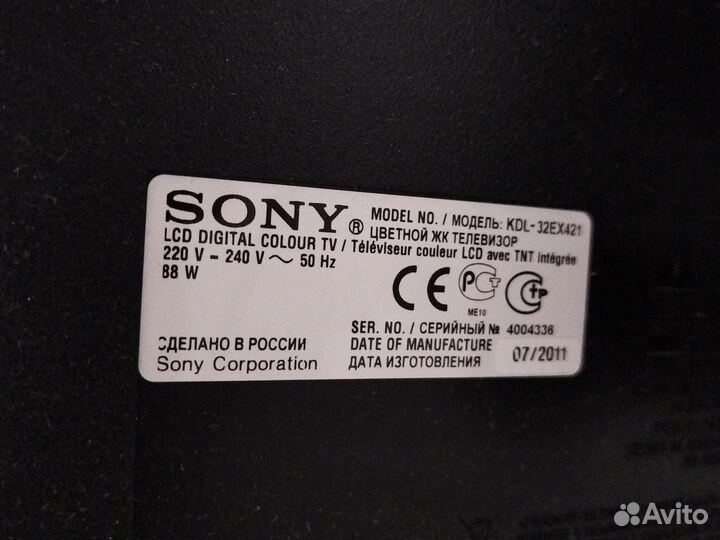 SONY®
MODEL NO. / МОДЕЛЬ: KDL-32EX421
ЦВЕТНОЙ ЖК ТЕЛЕВИЗОР
LCD DIGITAL COLOUR TV / Téléviseur couleur LCD avec TNT intégrée
220 V - 240 V ~ 50 Hz
88 W
CE
ME10
SER. NO. / СЕРИЙНЫЙ № 4004336
СДЕЛАНО В РОССИИ
DATE OF MANUFACTURE
07/2011
Sony Corporation
ДАТА ИЗГОТОВЛЕНИЯ
Avito